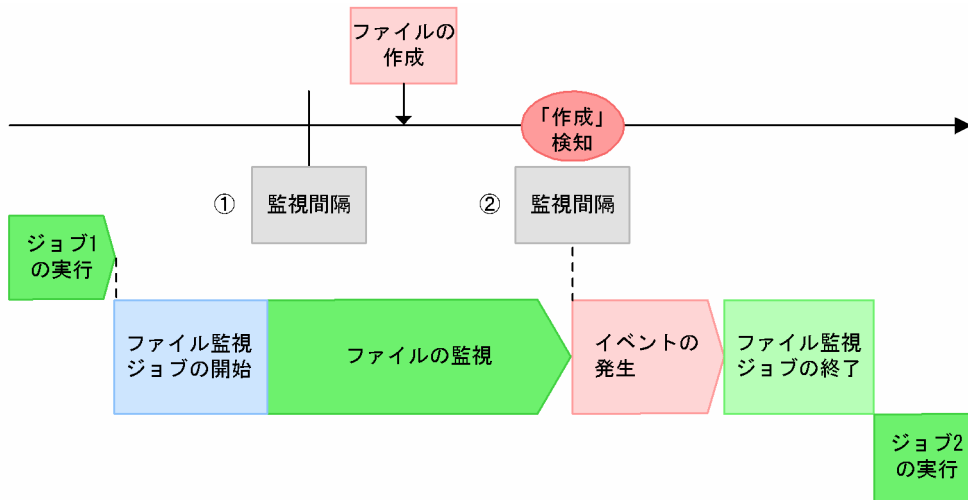 ファイルの
作成
「作成」
検知
①
監視間隔
②
監視間隔
ジョブ1
の実行
ファイル監視
ジョブの開始
ファイルの監視
イベントの
発生
ファイル監視
ジョブの終了
ジョブ2
の実行